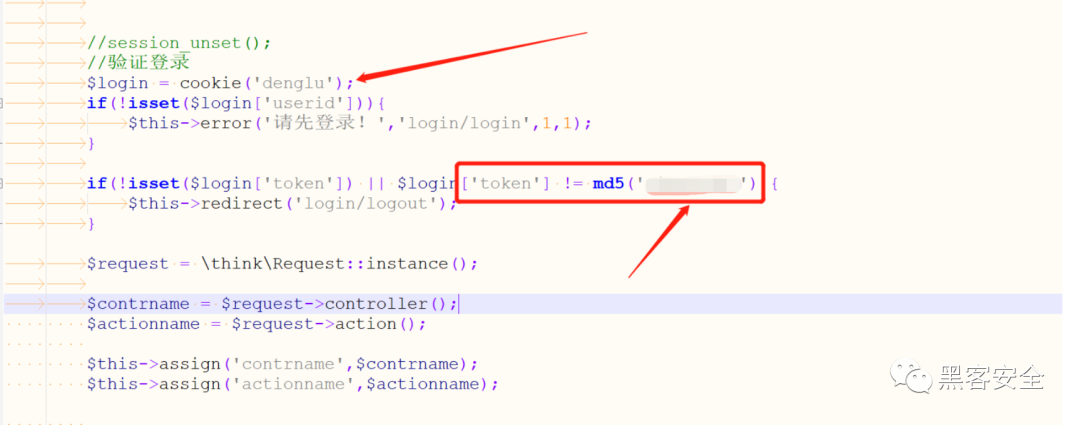 //session_unset();
//验证登录
$login = cookie('denglu');
if(!isset($login['userid'])){
$this->error('请先登录! ','login/login',1,1);
}
if(!isset($login['token']) || $login['token'] != md5('') {
$this->redirect('login/logout');
}
$request = \think\Request::instance();
$contrname = $request->controller();
$actionname = $request->action();
$this->assign('contrname',$contrname);
$this->assign('actionname',$actionname);
黑客安全